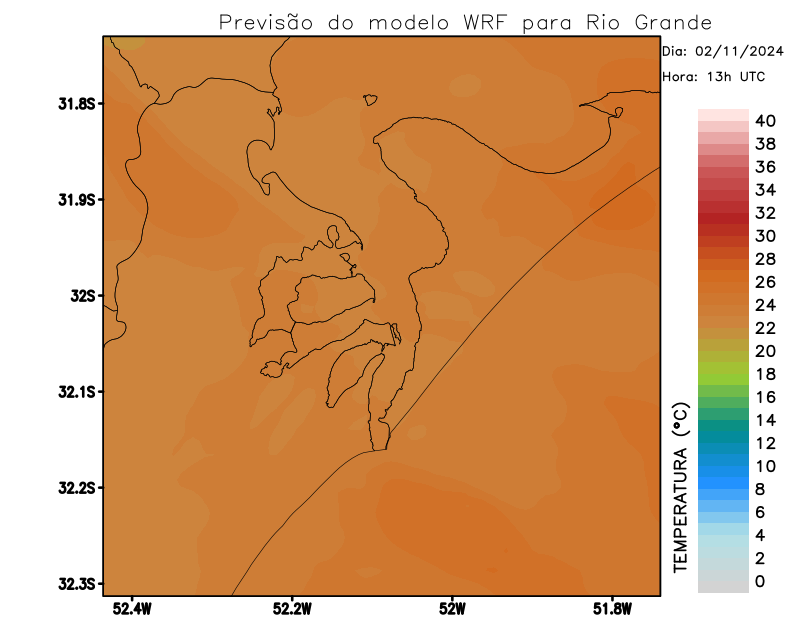 Previsão do modelo WRF para Rio Grande
Dia: 02/11/2024
Hora: 13h UTC
31.8S
31.9S
32S
32.1S
32.2S
32.3S
52.4W
52.2W
52W
51.8W
TEMPERATURA (°C)
40
38
36
34
32
30
28
26
24
22
20
18
16
14
12
10
8
6
4
2
0